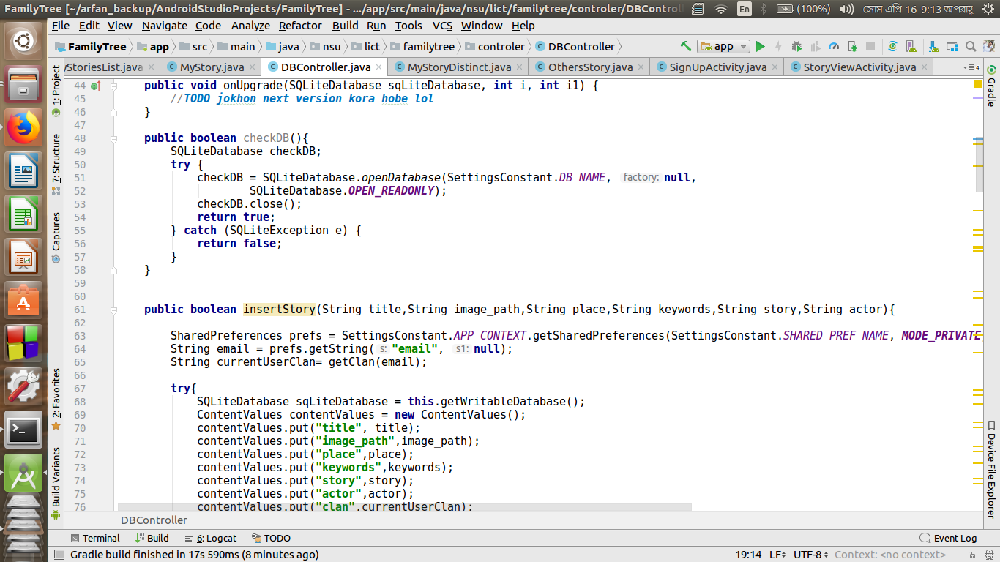 FamilyTree [~/arfan_backup/AndroidStudioProjects/FamilyTree] - .../app/src/main/java/nsu/lict/familytree/controler/DBControll
En (100%) সোম এপ্রি 16 9:13 অপরাহ্ণ
File Edit View Navigate Code Analyze Refactor Build Run Tools VCS Window Help
FamilyTree app src main java nsu lict familytree controler DBController app
yStoriesList.java MyStory.java DBController.java MyStoryDistinct.java OthersStory.java SignUpActivity.java StoryViewActivity.java 4
1: Project
7: Structure
Captures
2: Favorites
Build Variants
44 public void onUpgrade(SQLiteDatabase sqLiteDatabase, int i, int i1) {
45 //TODO jokhon next version kora hobe lol
46 }
47
48 public boolean checkDB(){
49 SQLiteDatabase checkDB;
50 try {
51 checkDB = SQLiteDatabase.openDatabase(SettingsConstant.DB_NAME, factory: null,
52 SQLiteDatabase.OPEN_READONLY);
53 checkDB.close();
54 return true;
55 } catch (SQLiteException e) {
56 return false;
57 }
58 }
59
60
61 public boolean insertStory(String title,String image_path,String place,String keywords,String story,String actor){
62
63 SharedPreferences prefs = SettingsConstant.APP_CONTEXT.getSharedPreferences(SettingsConstant.SHARED_PREF_NAME, MODE_PRIVATE
64 String email = prefs.getString( s: "email", s1: null);
65 String currentUserClan= getClan(email);
66
67 try{
68 SQLiteDatabase sqLiteDatabase = this.getWritableDatabase();
69 ContentValues contentValues = new ContentValues();
70 contentValues.put("title", title);
71 contentValues.put("image_path",image_path);
72 contentValues.put("place",place);
73 contentValues.put("keywords",keywords);
74 contentValues.put("story",story);
75 contentValues.put("actor",actor);
76 contentValues.put("clan",currentUserClan);
Gradle
Device File Explorer
DBController
Terminal Build 6: Logcat TODO Event Log
Gradle build finished in 17s 590ms (8 minutes ago) 19:14 LF UTF-8 Context: <no context>